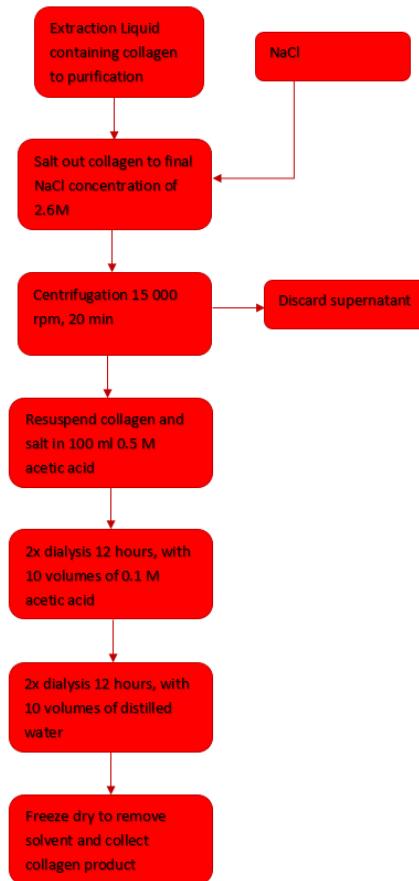 Extraction Liquid
containing collagen
to purification
NaCl
Salt out collagen to final
NaCl concentration of
2.6M
Centrifugation 15 000
rpm, 20 min
Discard supernatant
Resuspend collagen and
salt in 100 ml 0.5 M
acetic acid
2x dialysis 12 hours, with
10 volumes of 0.1 M
acetic acid
2x dialysis 12 hours, with
10 volumes of distilled
water
Freeze dry to remove
solvent and collect
collagen product